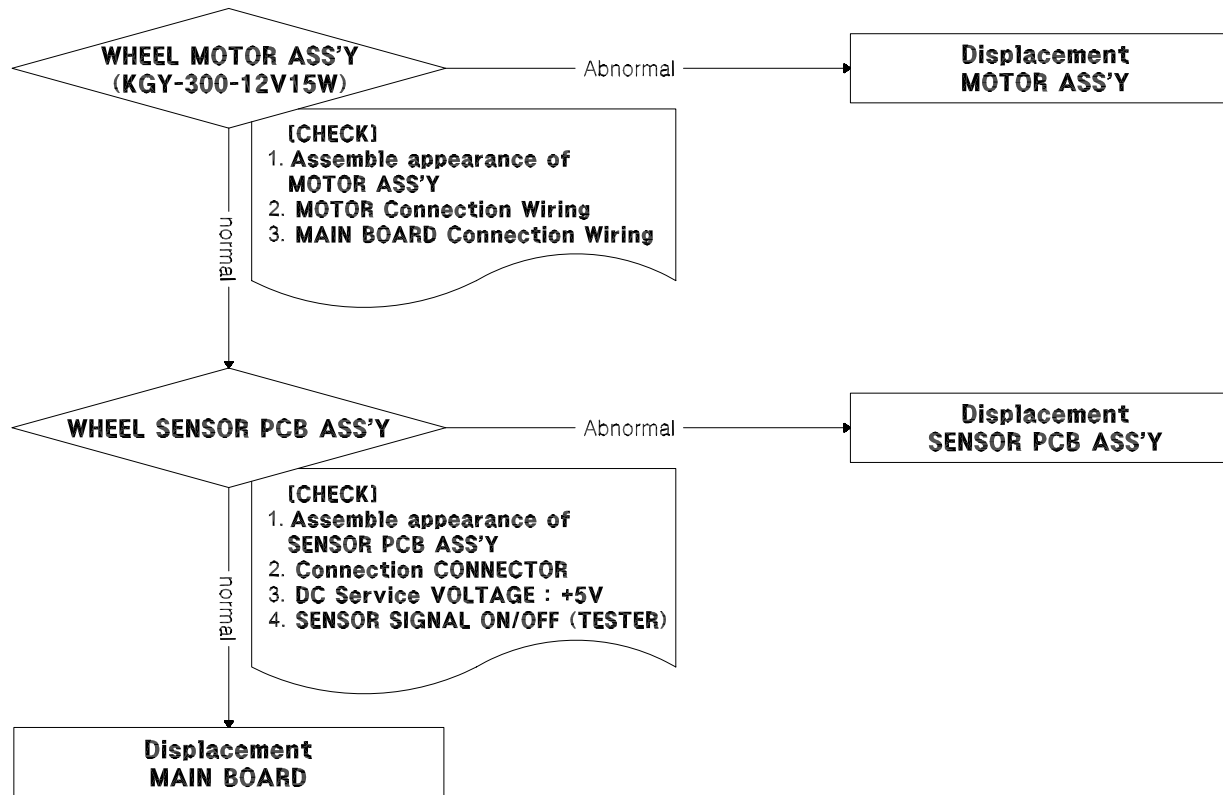 WHEEL MOTOR ASS'Y
(KGY-300-12V15W)
Abnormal
Displacement
MOTOR ASS'Y
[CHECK]
1. Assemble appearance of
MOTOR ASS'Y
2. MOTOR Connection Wiring
3. MAIN BOARD Connection Wiring
normal
WHEEL SENSOR PCB ASS'Y
Abnormal
Displacement
SENSOR PCB ASS'Y
[CHECK]
1. Assemble appearance of
SENSOR PCB ASS'Y
2. Connection CONNECTOR
3. DC Service VOLTAGE : +5V
4. SENSOR SIGNAL ON/OFF (TESTER)
normal
Displacement
MAIN BOARD